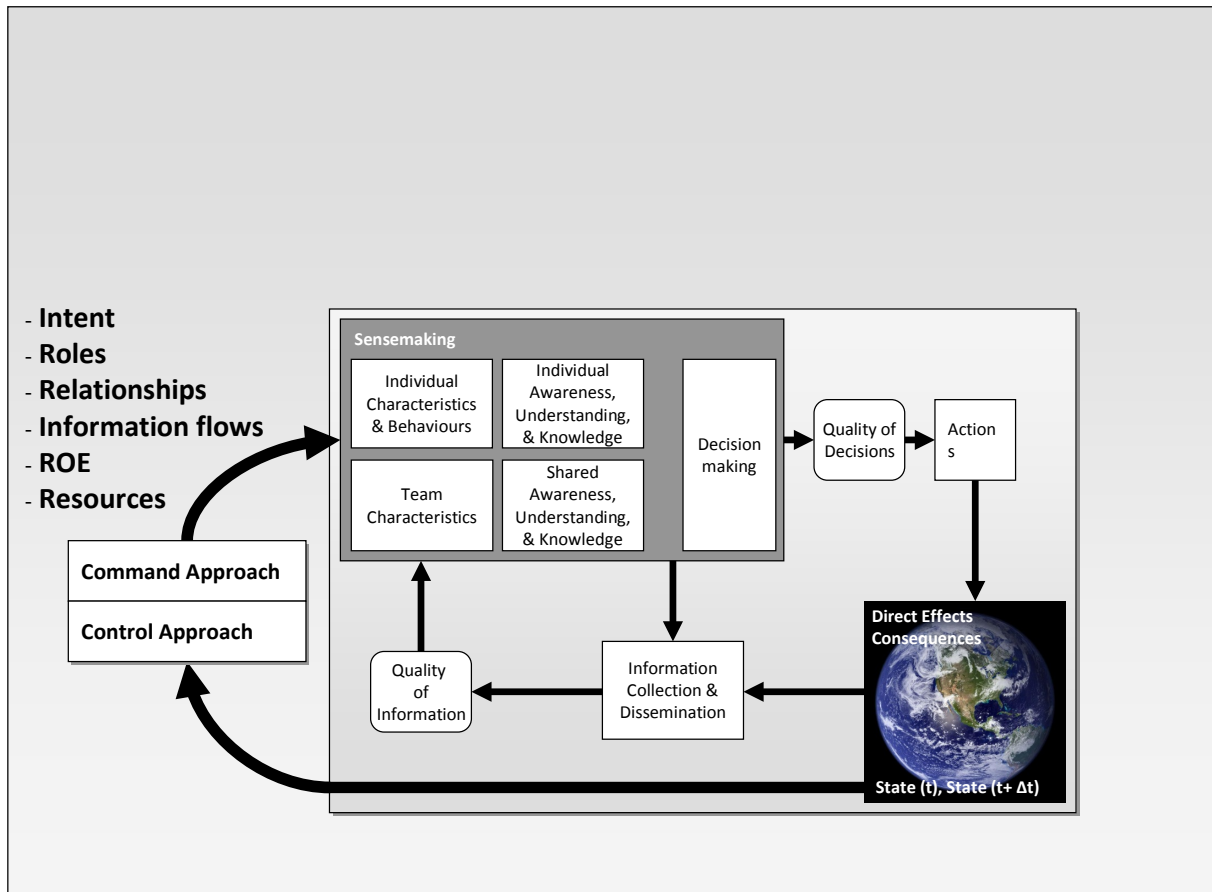 - Intent
- Roles
- Relationships
- Information flows
- ROE
- Resources
Command Approach
Control Approach
Sensemaking
Individual
Characteristics
& Behaviours
Individual
Awareness,
Understanding,
& Knowledge
Team
Characteristics
Shared
Awareness,
Understanding,
& Knowledge
Decision
making
Quality of
Decisions
Action
s
Direct Effects
Consequences
State (t), State (t+ Δt)
Information
Collection &
Dissemination
Quality
of
Information